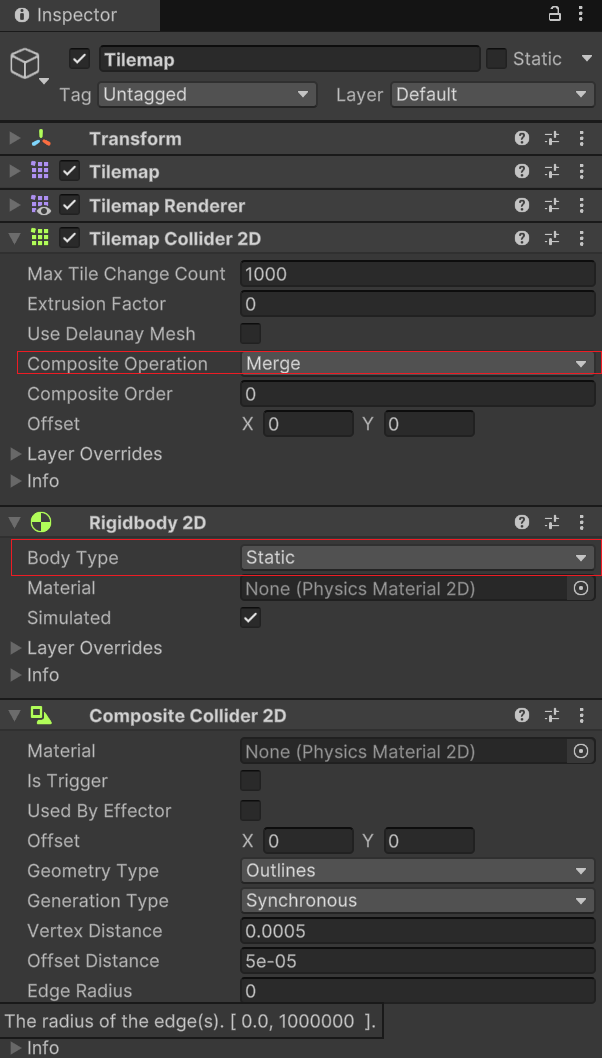 Inspector
Tilemap Static
Tag Untagged Layer Default
Transform
Tilemap
Tilemap Renderer
Tilemap Collider 2D
Max Tile Change Count 1000
Extrusion Factor 0
Use Delaunay Mesh
Composite Operation Merge
Composite Order 0
Offset X 0 Y 0
Layer Overrides
Info
Rigidbody 2D
Body Type Static
Material None (Physics Material 2D)
Simulated
Layer Overrides
Info
Composite Collider 2D
Material None (Physics Material 2D)
Is Trigger
Used By Effector
Offset X 0 Y 0
Geometry Type Outlines
Generation Type Synchronous
Vertex Distance 0.0005
Offset Distance 5e-05
Edge Radius 0
The radius of the edge(s). [ 0.0, 1000000 ].
Info